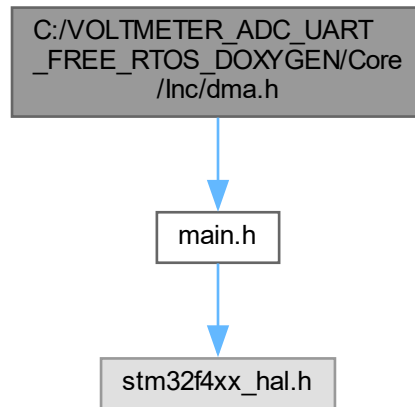 C:/VOLTMETER_ADC_UART
_FREE_RTOS_DOXYGEN/Core
/Inc/dma.h
main.h
stm32f4xx_hal.h